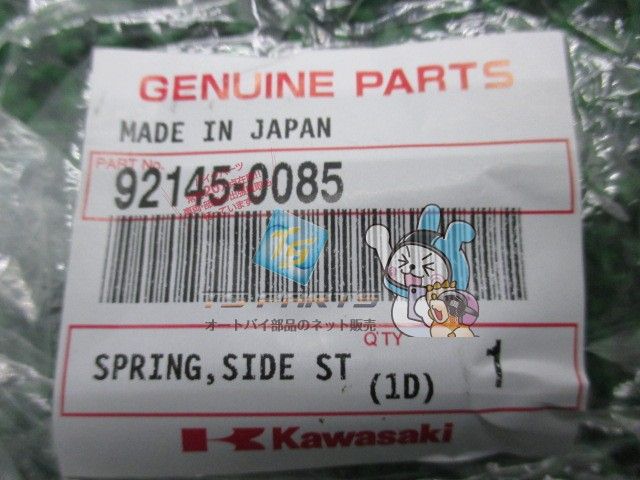 GENUINE PARTS
MADE IN JAPAN
PART No.
92145-0085
オートバイ部品のネット販売
QTY
SPRING,SIDE ST (1D) 1
Kawasaki